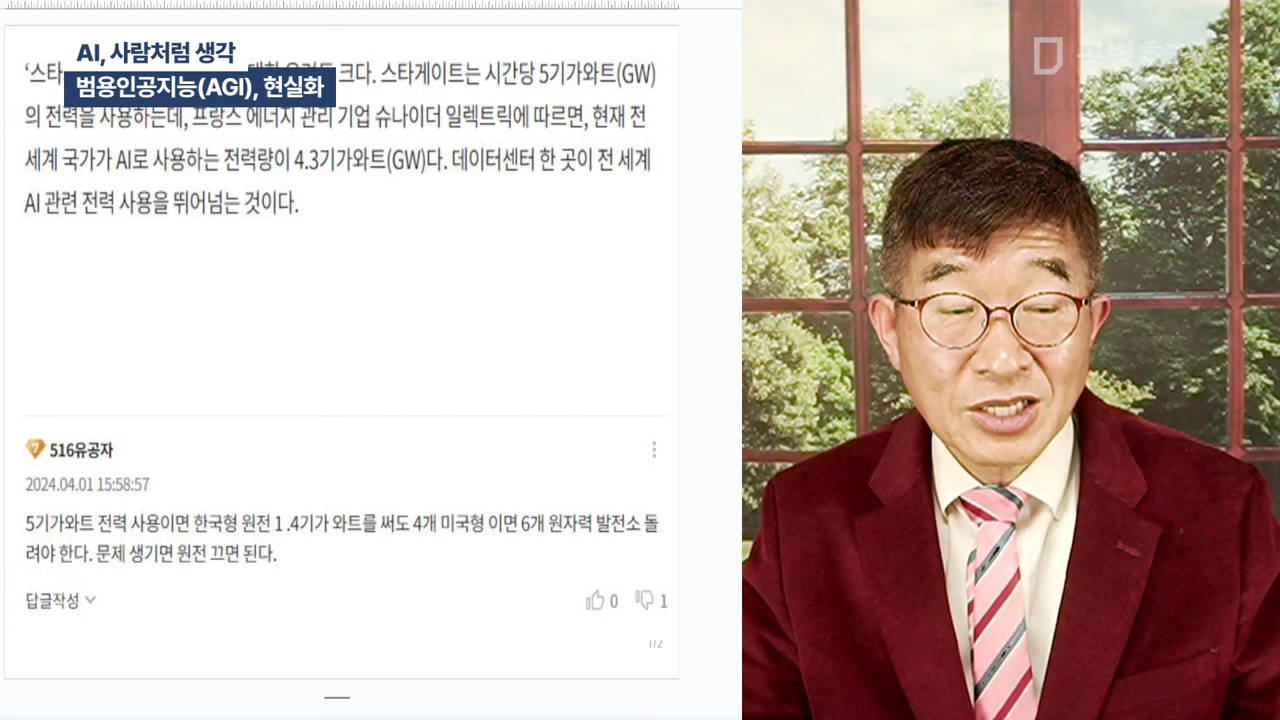 AI, 사람처럼 생각
범용인공지능(AGI), 현실화
‘스타 크다. 스타게이트는 시간당 5기가와트(GW)
의 전력을 사용하는데, 프랑스 에너지 관리 기업 슈나이더 일렉트릭에 따르면, 현재 전
세계 국가가 AI로 사용하는 전력량이 4.3기가와트(GW)다. 데이터센터 한 곳이 전 세계
AI 관련 전력 사용을 뛰어넘는 것이다.
7 516유공자
2024.04.01 15:58:57
5기가와트 전력 사용이면 한국형 원전 1 .4기가 와트를 써도 4개 미국형 이면 6개 원자력 발전소 돌
려야 한다. 문제 생기면 원전 끄면 된다.
답글작성
0 1